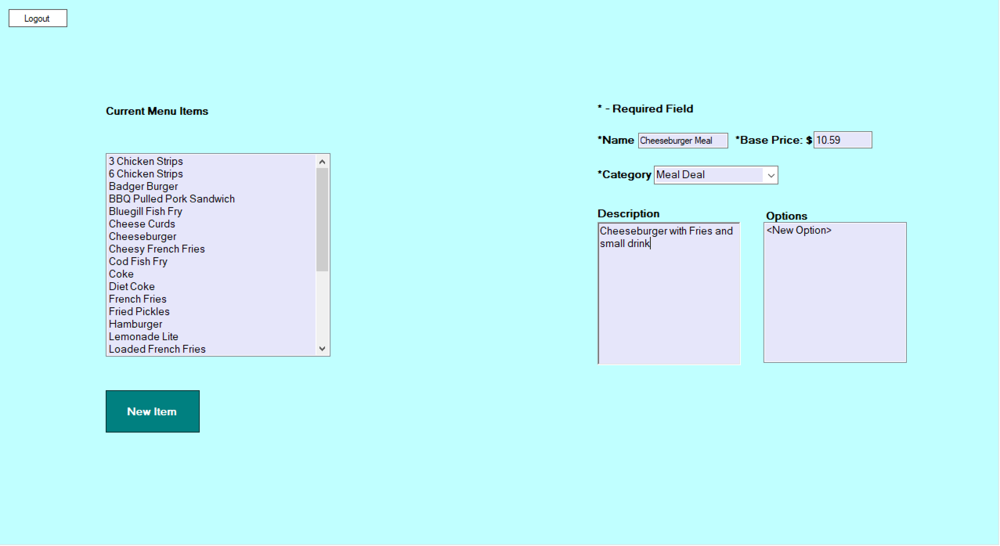 Logout
Current Menu Items
3 Chicken Strips
6 Chicken Strips
Badger Burger
BBQ Pulled Pork Sandwich
Bluegill Fish Fry
Cheese Curds
Cheeseburger
Cheesy French Fries
Cod Fish Fry
Coke
Diet Coke
French Fries
Fried Pickles
Hamburger
Lemonade Lite
Loaded French Fries
New Item
* - Required Field
*Name Cheeseburger Meal *Base Price: $ 10.59
*Category Meal Deal
Description
Cheeseburger with Fries and
small drink
Options
<New Option>